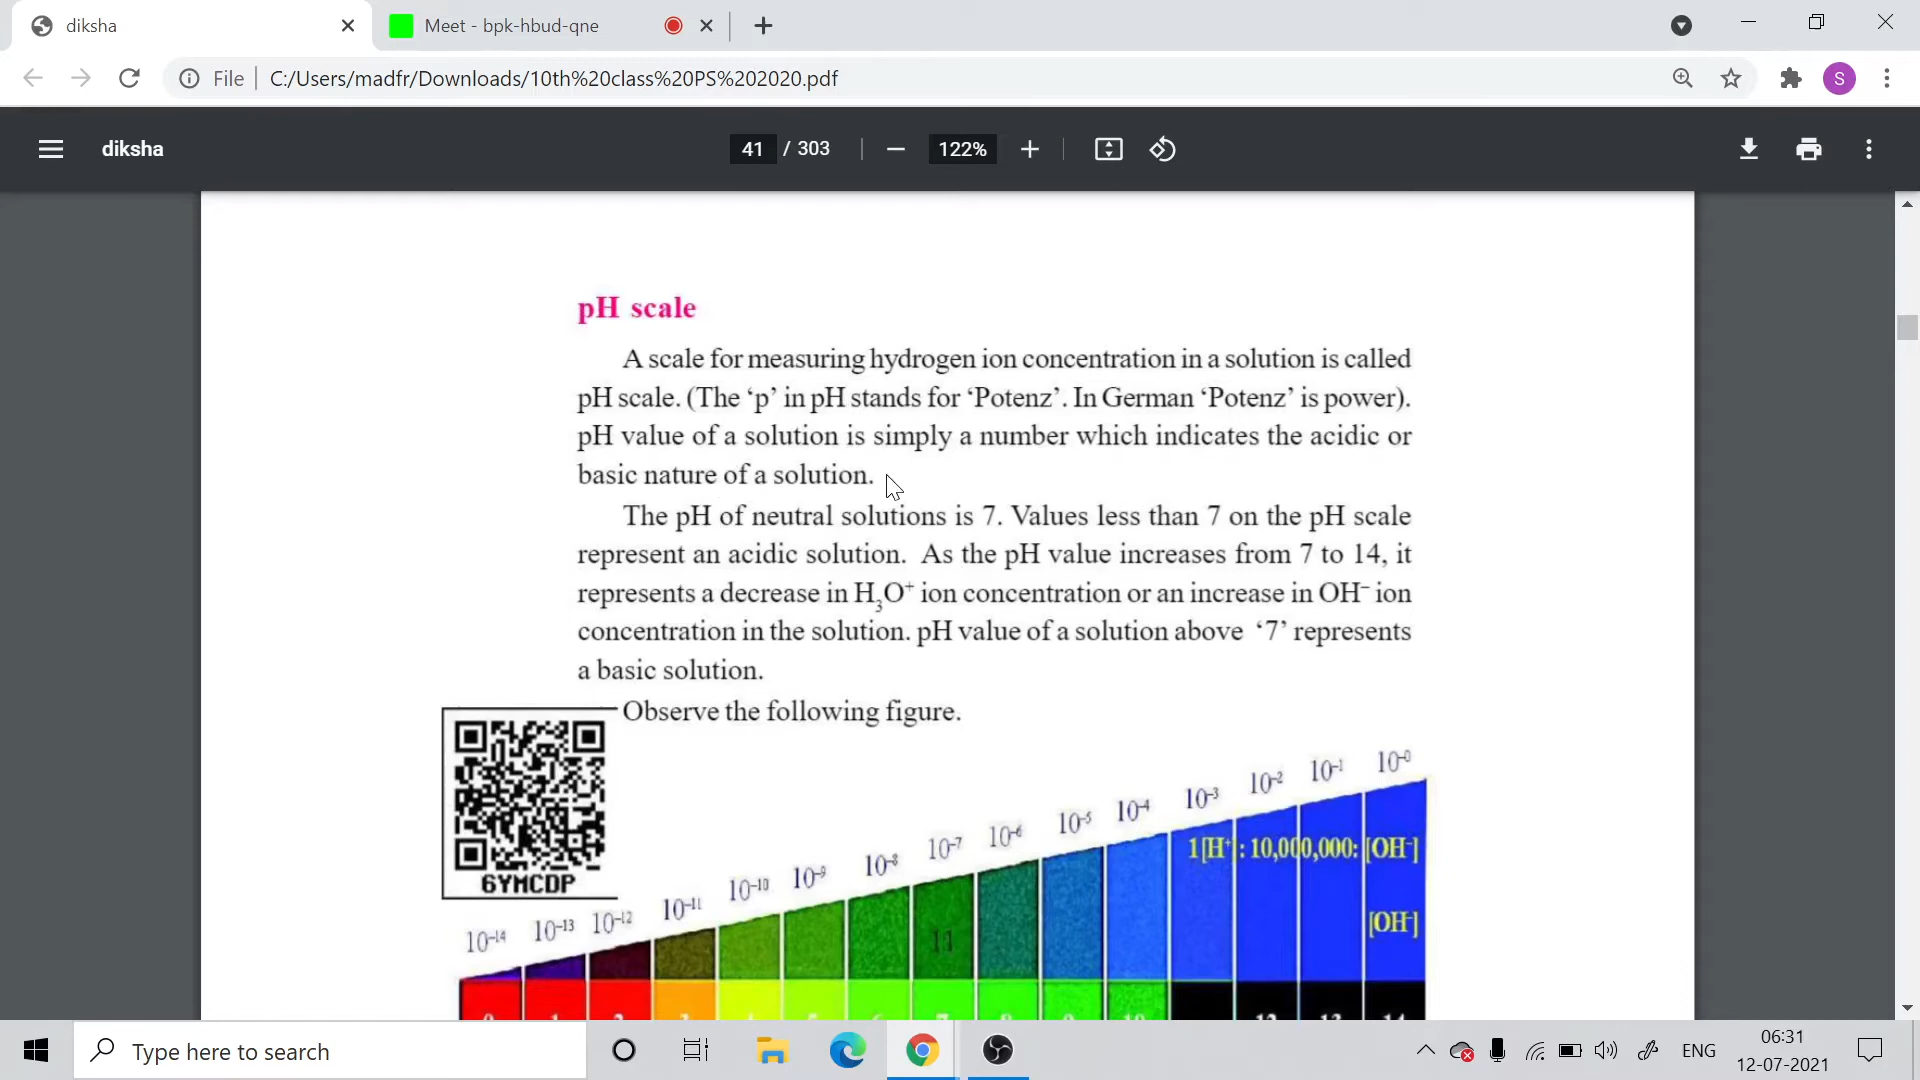 disksha
Meet - bpk-hbud-qne
File
C:/Users/madfr/Downloads/10th%20class%20PS%202020.pdf
S
diksha
41 / 303
122%
pH scale
A scale for measuring hydrogen ion concentration in a solution is called
pH scale. (The ‘p’ in pH stands for ‘Potenz’. In German ‘Potenz’ is power).
pH value of a solution is simply a number which indicates the acidic or
basic nature of a solution.
The pH of neutral solutions is 7. Values less than 7 on the pH scale
represent an acidic solution. As the pH value increases from 7 to 14, it
represents a decrease in H₃O⁺ ion concentration or an increase in OH⁻ ion
concentration in the solution. pH value of a solution above ‘7’ represents
a basic solution.
Observe the following figure.
6YMCDP
10⁻¹⁴ 10⁻¹³ 10⁻¹² 10⁻¹¹ 10⁻¹⁰ 10⁻⁹ 10⁻⁸ 10⁻⁷ 10⁻⁶ 10⁻⁵ 10⁻⁴ 10⁻³ 10⁻² 10⁻¹ 10⁻⁰
1[H⁺]: 10,000,000: [OH⁻]
[OH⁻]
11
Type here to search
ENG
06:31
12-07-2021